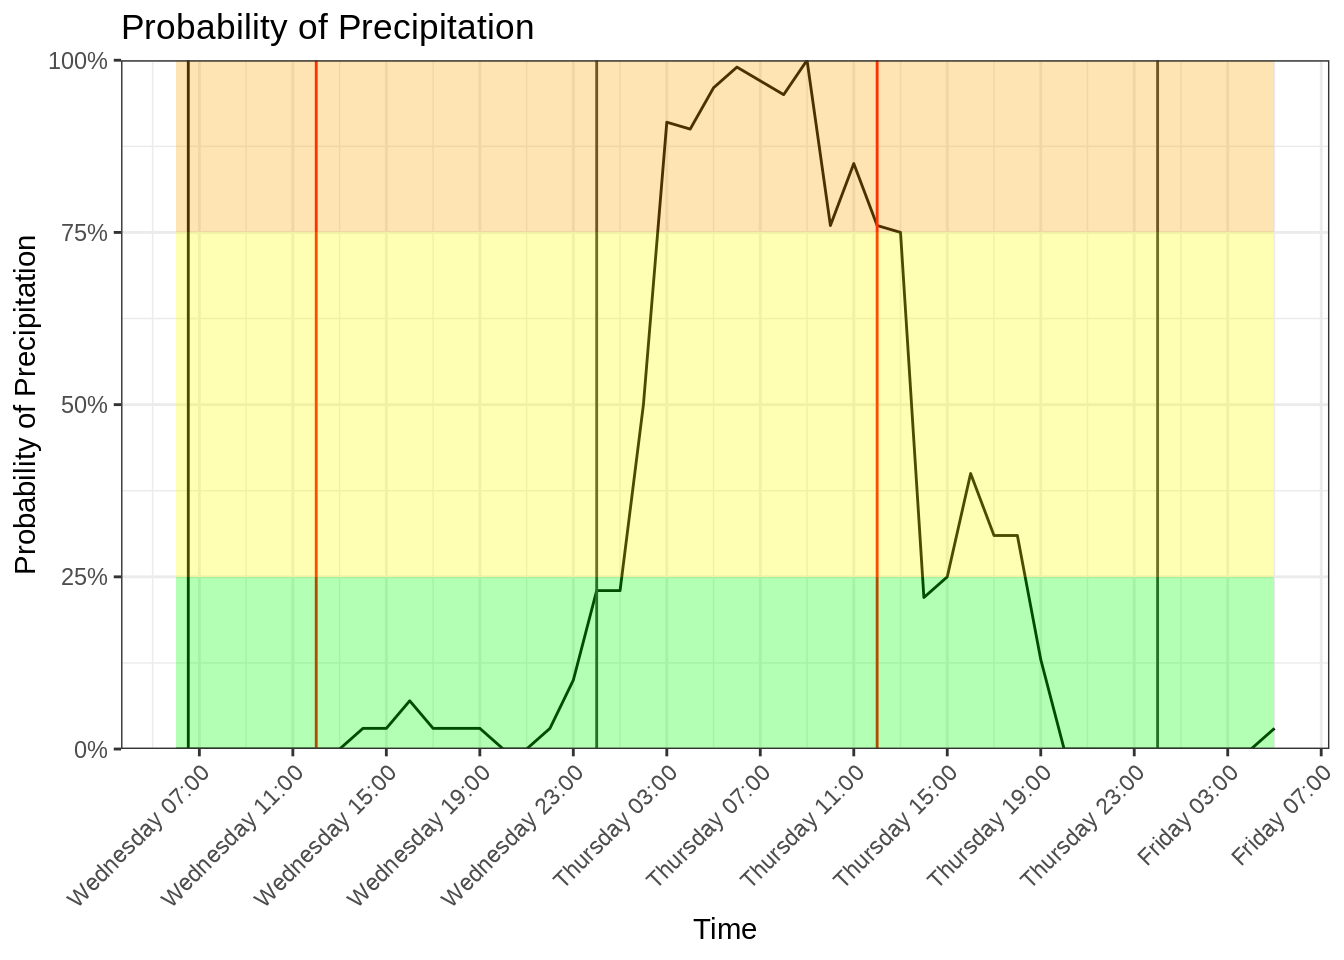 Probability of Precipitation
Probability of Precipitation
100%
75%
50%
25%
0%
Wednesday 07:00
Wednesday 11:00
Wednesday 15:00
Wednesday 19:00
Wednesday 23:00
Thursday 03:00
Thursday 07:00
Thursday 11:00
Thursday 15:00
Thursday 19:00
Thursday 23:00
Friday 03:00
Friday 07:00
Time